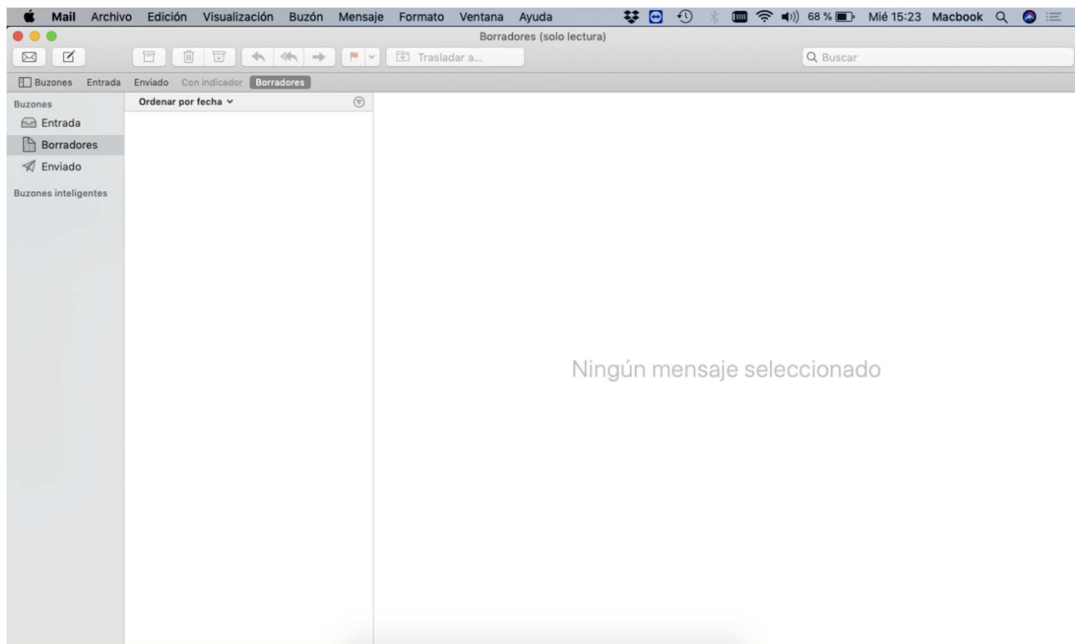 Mail Archivo Edición Visualización Buzón Mensaje Formato Ventana Ayuda 68 % Mié 15:23 Macbook
Borradores (solo lectura)
Trasladar a... Buscar
Buzones Entrada Enviado Con indicador Borradores
Buzones
Ordenar por fecha
Entrada
Borradores
Enviado
Buzones inteligentes
Ningún mensaje seleccionado